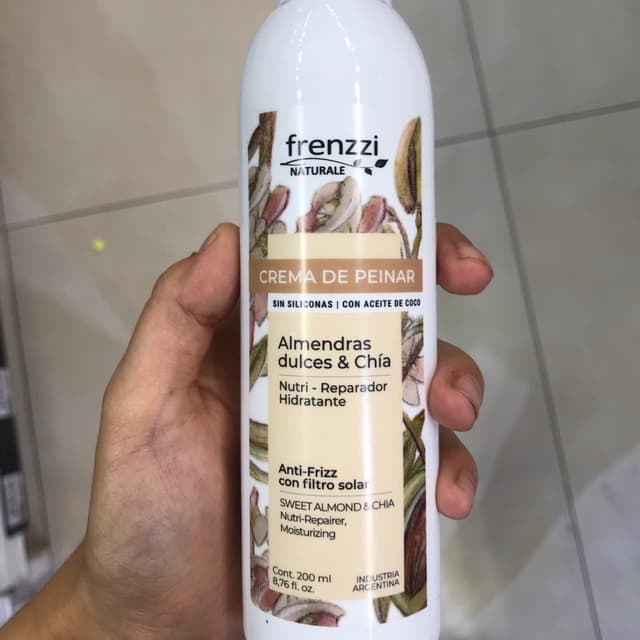 frenzzi
NATURALE
CREMA DE PEINAR
SIN SILICONAS | CON ACEITE DE COCO
Almendras
dulces & Chía
Nutri - Reparador
Hidratante
Anti-Frizz
con filtro solar
SWEET ALMOND & CHIA
Nutri-Repairer,
Moisturizing
Cont. 200 ml
8,76 fl. oz.
INDUSTRIA
ARGENTINA